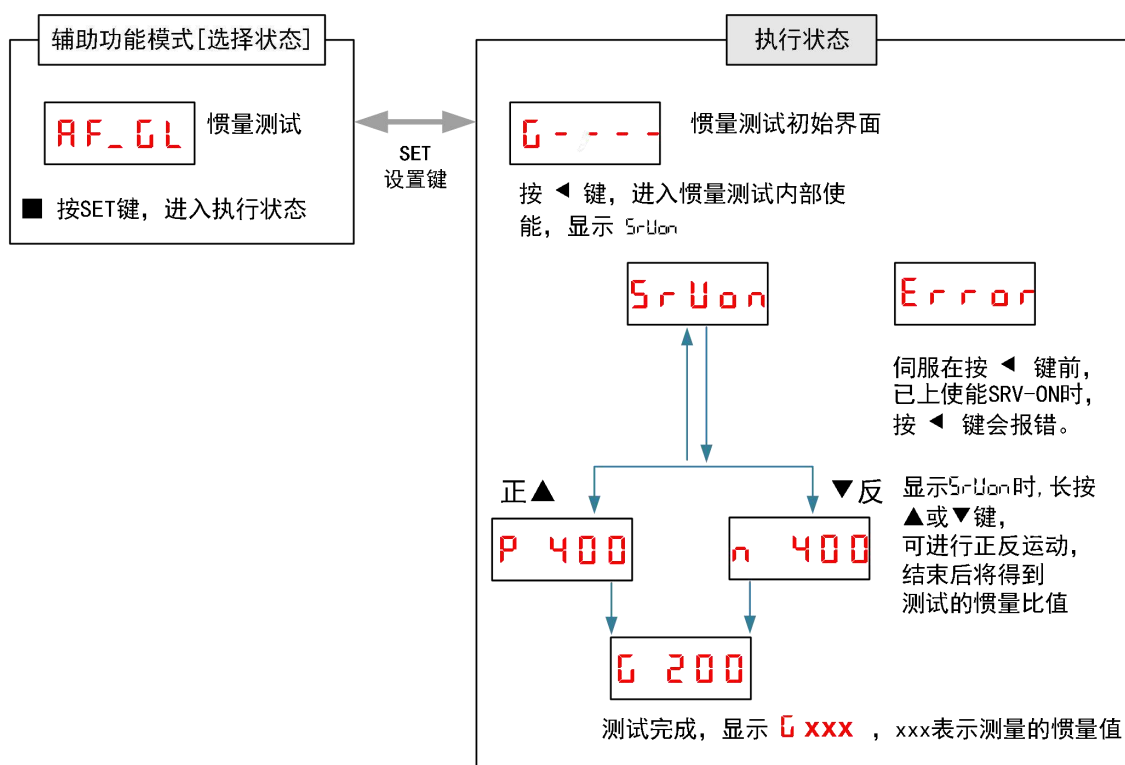 辅助功能模式[选择状态]
AF_GL 惯量测试
■ 按SET键，进入执行状态
SET
设置键
执行状态
G---- 惯量测试初始界面
按 ◀ 键，进入惯量测试内部使
能，显示 SrUon
SrUon
Error
伺服在按 ◀ 键前，
已上使能SRV-ON时，
按 ◀ 键会报错。
正▲
▼反
P 400
n 400
显示SrUon时，长按
▲或▼键，
可进行正反运动，
结束后将得到
测试的惯量比值
G 200
测试完成，显示 G xxx ，xxx表示测量的惯量值